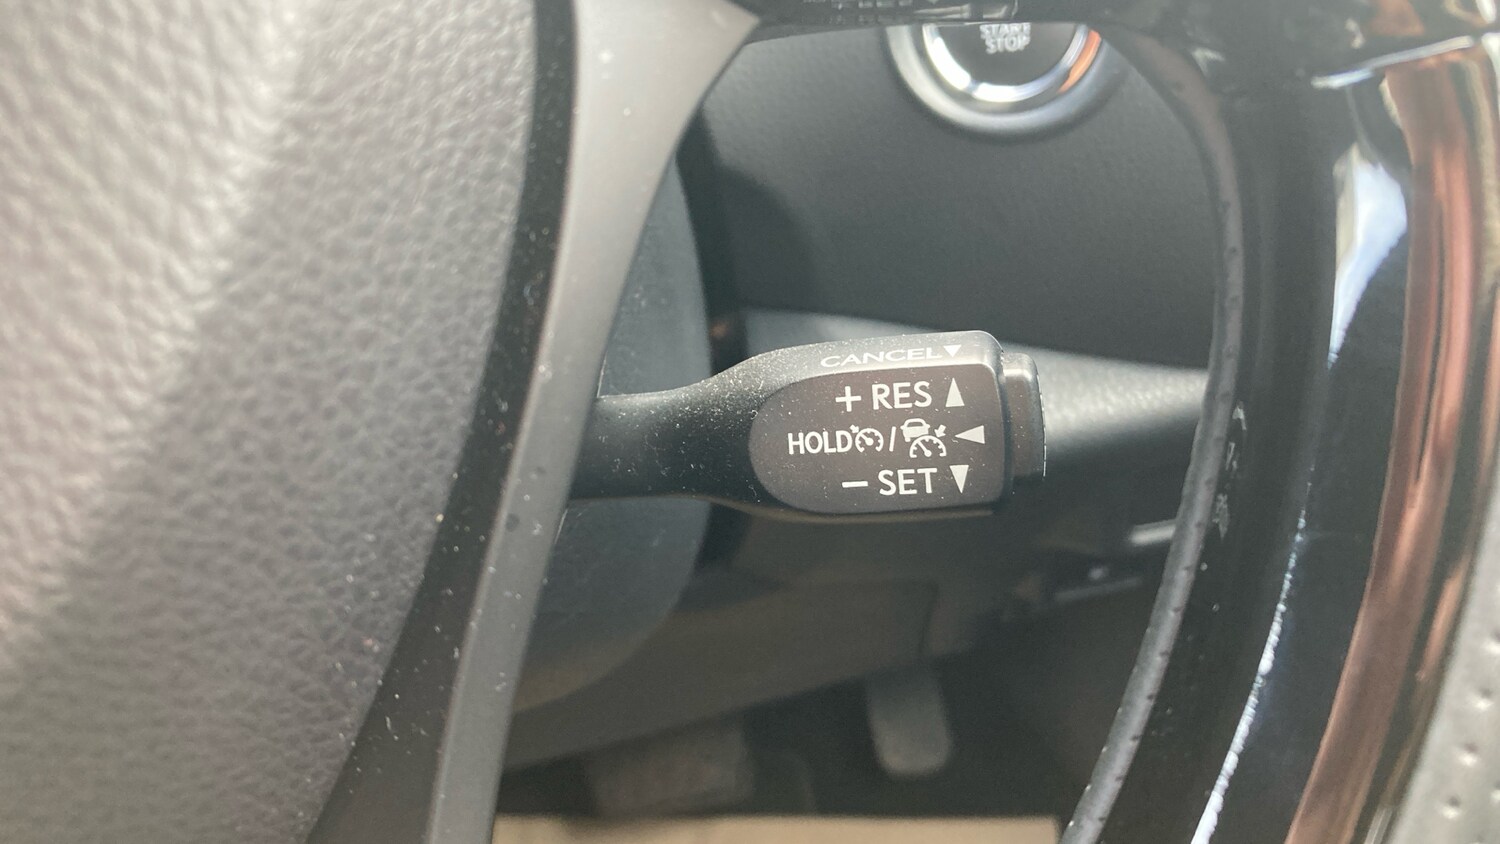 START
STOP
CANCEL▼
+ RES ▲
HOLD / ◀
− SET ▼